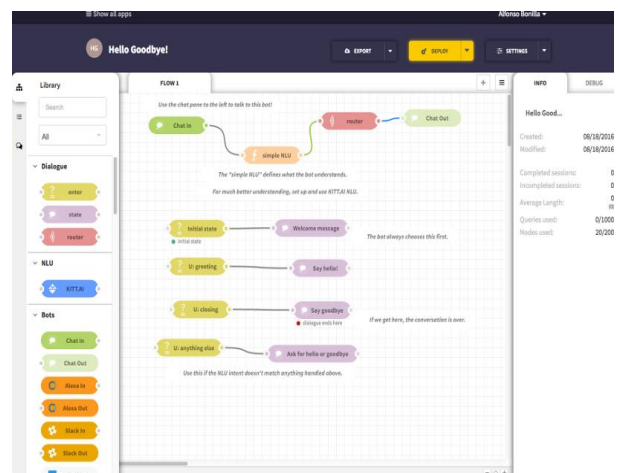 Show all apps
Alfonso Bonilla
HG
Hello Goodbye!
EXPORT
DEPLOY
SETTINGS
Library
FLOW 1
INFO
DEBUG
Search
All
Use the chat pane to the left to talk to this bot!
Chat In
router
Chat Out
simple NLU
The "simple NLU" defines what the bot understands.
For much better understanding, set up and use KITT.AI NLU.
Hello Good...
Created: 08/18/2016
Modified: 08/18/2016
Completed sessions: 0
Incompleted sessions: 0
Average Length: 0
Queries used: 0/1000
Nodes used: 20/200
Dialogue
enter
state
router
NLU
KITT.AI
Bots
Chat In
Chat Out
Alexa In
Alexa Out
Slack In
Slack Out
Initial state
initial state
Welcome message
The bot always chooses this first.
U: greeting
Say hello!
U: closing
Say goodbye
dialogue ends here
If we get here, the conversation is over.
U: anything else
Ask for hello or goodbye
Use this if the NLU intent doesn't match anything handled above.